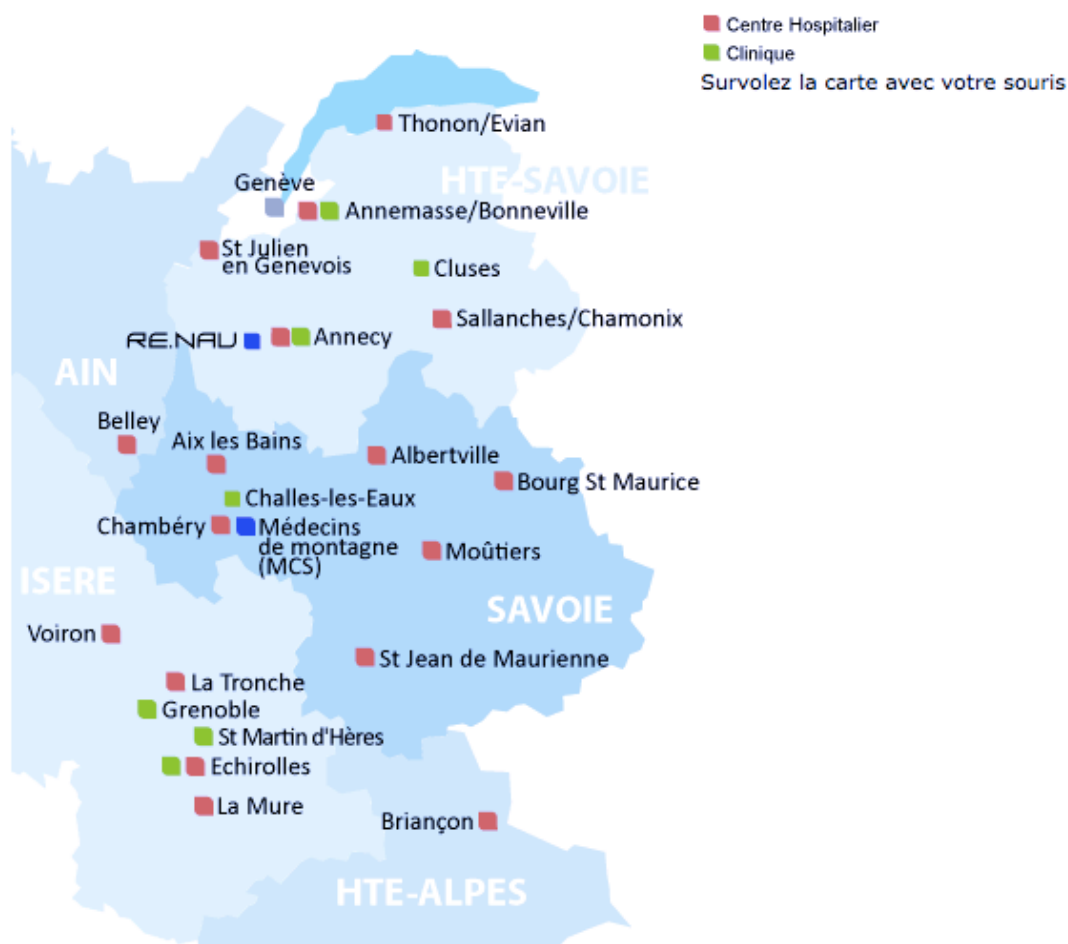 Centre Hospitalier
Clinique
Survolez la carte avec votre souris
Thonon/Evian
HTE-SAVOIE
Genève
Annemasse/Bonneville
St Julien
en Genevois
Cluses
Sallanches/Chamonix
RE.NAU
Annecy
AIN
Belley
Aix les Bains
Albertville
Bourg St Maurice
Challes-les-Eaux
Chambéry
Médecins
de montagne
(MCS)
Moûtiers
ISERE
SAVOIE
Voiron
St Jean de Maurienne
La Tronche
Grenoble
St Martin d'Hères
Echirolles
La Mure
Briançon
HTE-ALPES